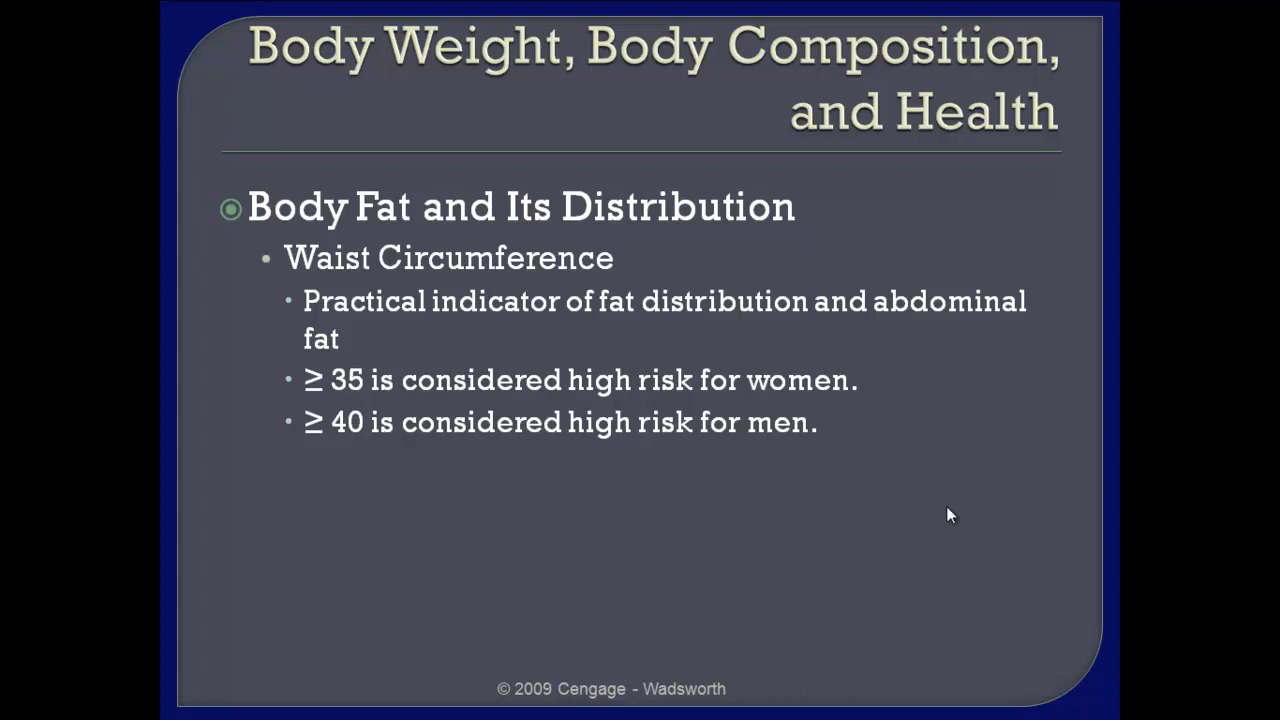 Body Weight, Body Composition,
and Health
Body Fat and Its Distribution
Waist Circumference
Practical indicator of fat distribution and abdominal
fat
≥ 35 is considered high risk for women.
≥ 40 is considered high risk for men.
© 2009 Cengage - Wadsworth